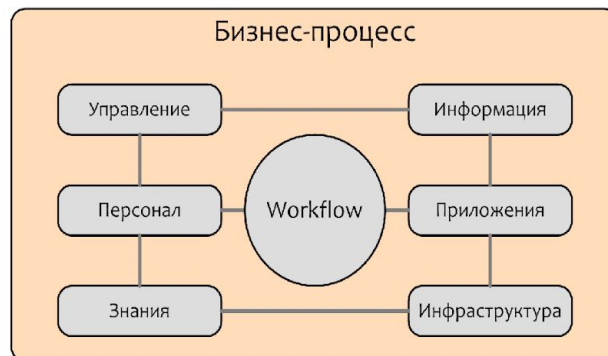 Бизнес-процесс
Управление
Информация
Персонал
Workflow
Приложения
Знания
Инфраструктура